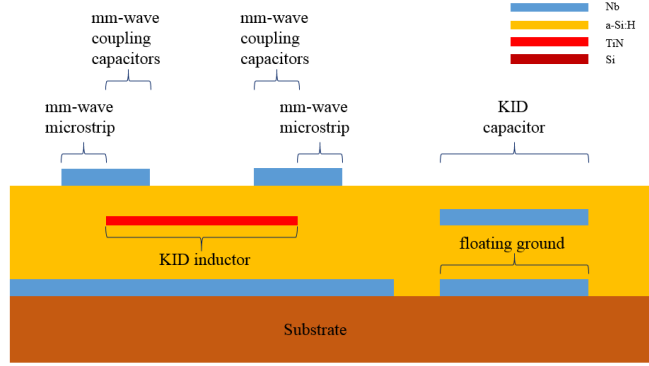 mm-wave
coupling
capacitors
mm-wave
coupling
capacitors
Nb
a-Si:H
TiN
Si
mm-wave
microstrip
mm-wave
microstrip
KID
capacitor
KID inductor
floating ground
Substrate